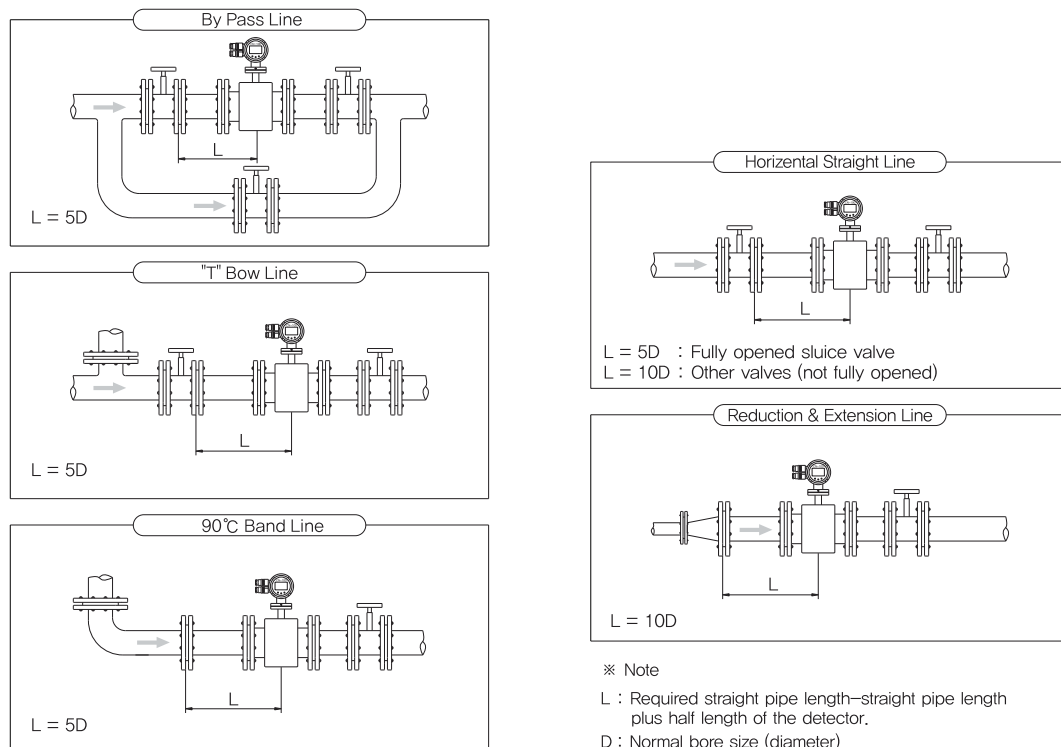 By Pass Line
L
L = 5D
"T" Bow Line
L
L = 5D
90℃ Band Line
L
L = 5D
Horizental Straight Line
L
L = 5D : Fully opened sluice valve
L = 10D : Other valves (not fully opened)
Reduction & Extension Line
L
L = 10D
※ Note
L : Required straight pipe length-straight pipe length
plus half length of the detector.
D : Normal bore size (diameter)